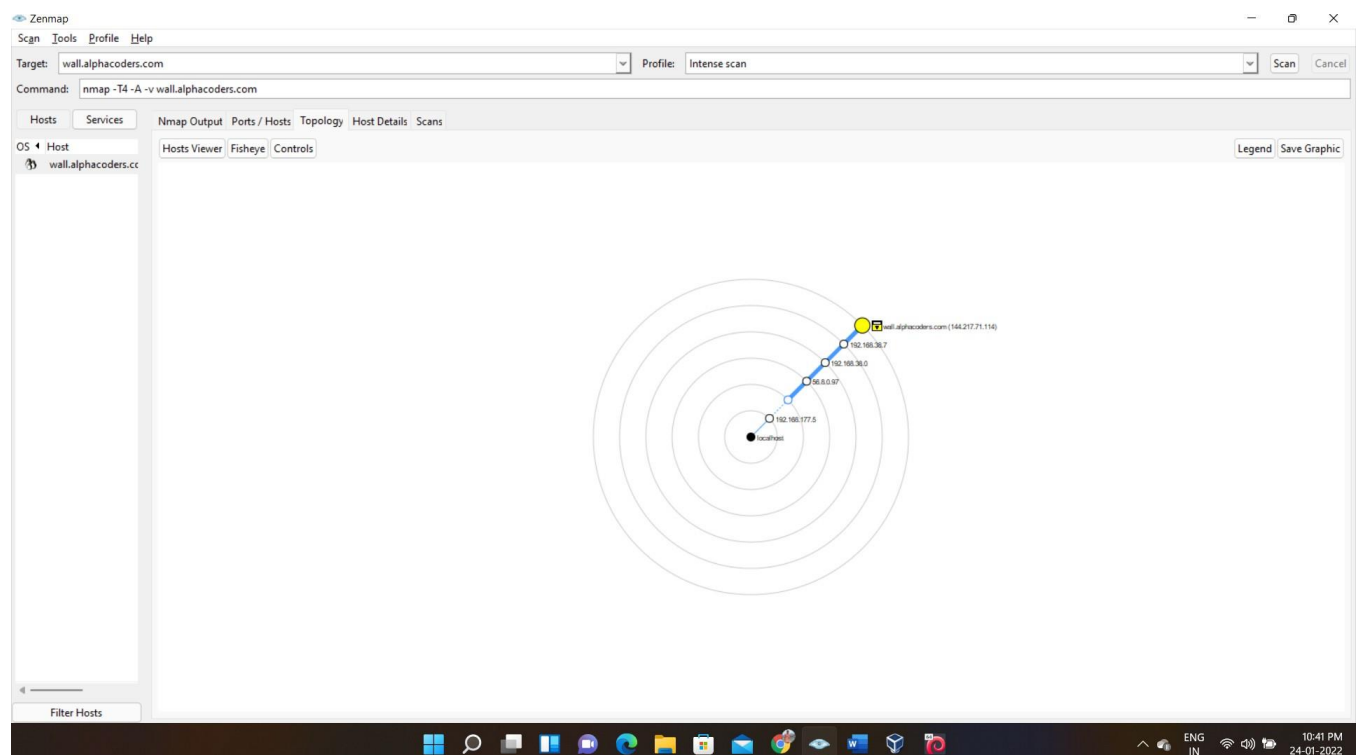 Zenmap
Scan Tools Profile Help
Target: wall.alphacoders.com Profile: Intense scan Scan Cancel
Command: nmap -T4 -A -v wall.alphacoders.com
Hosts Services Nmap Output Ports / Hosts Topology Host Details Scans
OS Host Hosts Viewer Fisheye Controls Legend Save Graphic
wall.alphacoders.cc
wall.alphacoders.com (144.217.71.114)
192.168.38.7
192.168.38.0
56.8.0.97
192.168.177.5
localhost
Filter Hosts
ENG 10:41 PM
IN 24-01-2022